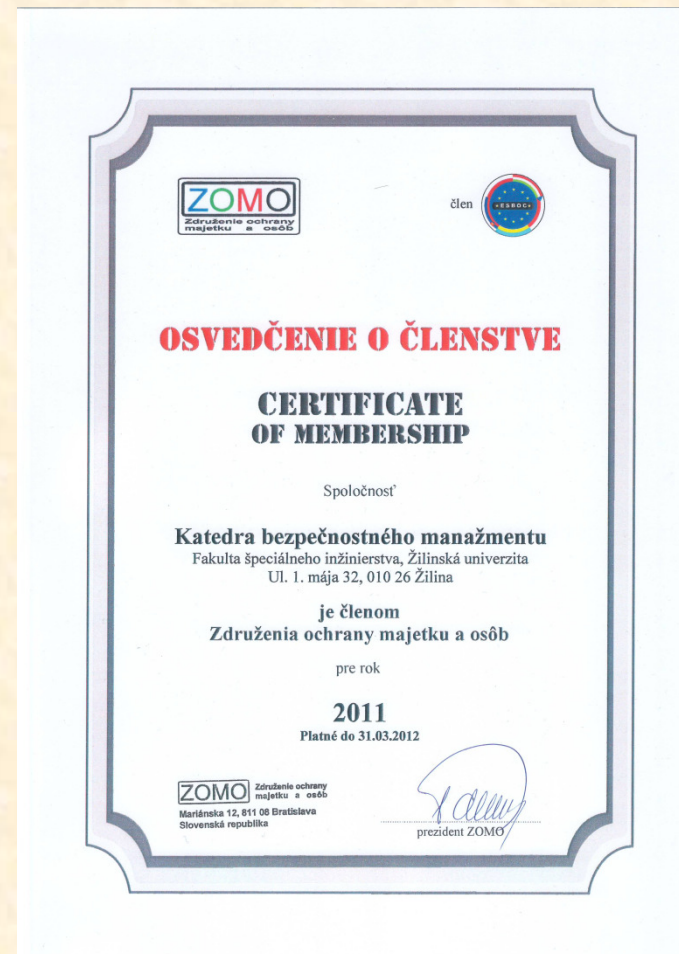 ZOMO
Združenie ochrany
majetku a osôb
člen
ESBOC
OSVEDČENIE O ČLENSTVE
CERTIFICATE
OF MEMBERSHIP
Spoločnosť
Katedra bezpečnostného manažmentu
Fakulta špeciálneho inžinierstva, Žilinská univerzita
Ul. 1. mája 32, 010 26 Žilina
je členom
Združenia ochrany majetku a osôb
pre rok
2011
Platné do 31.03.2012
ZOMO Združenie ochrany
majetku a osôb
Mariánska 12, 811 08 Bratislava
Slovenská republika
prezident ZOMO